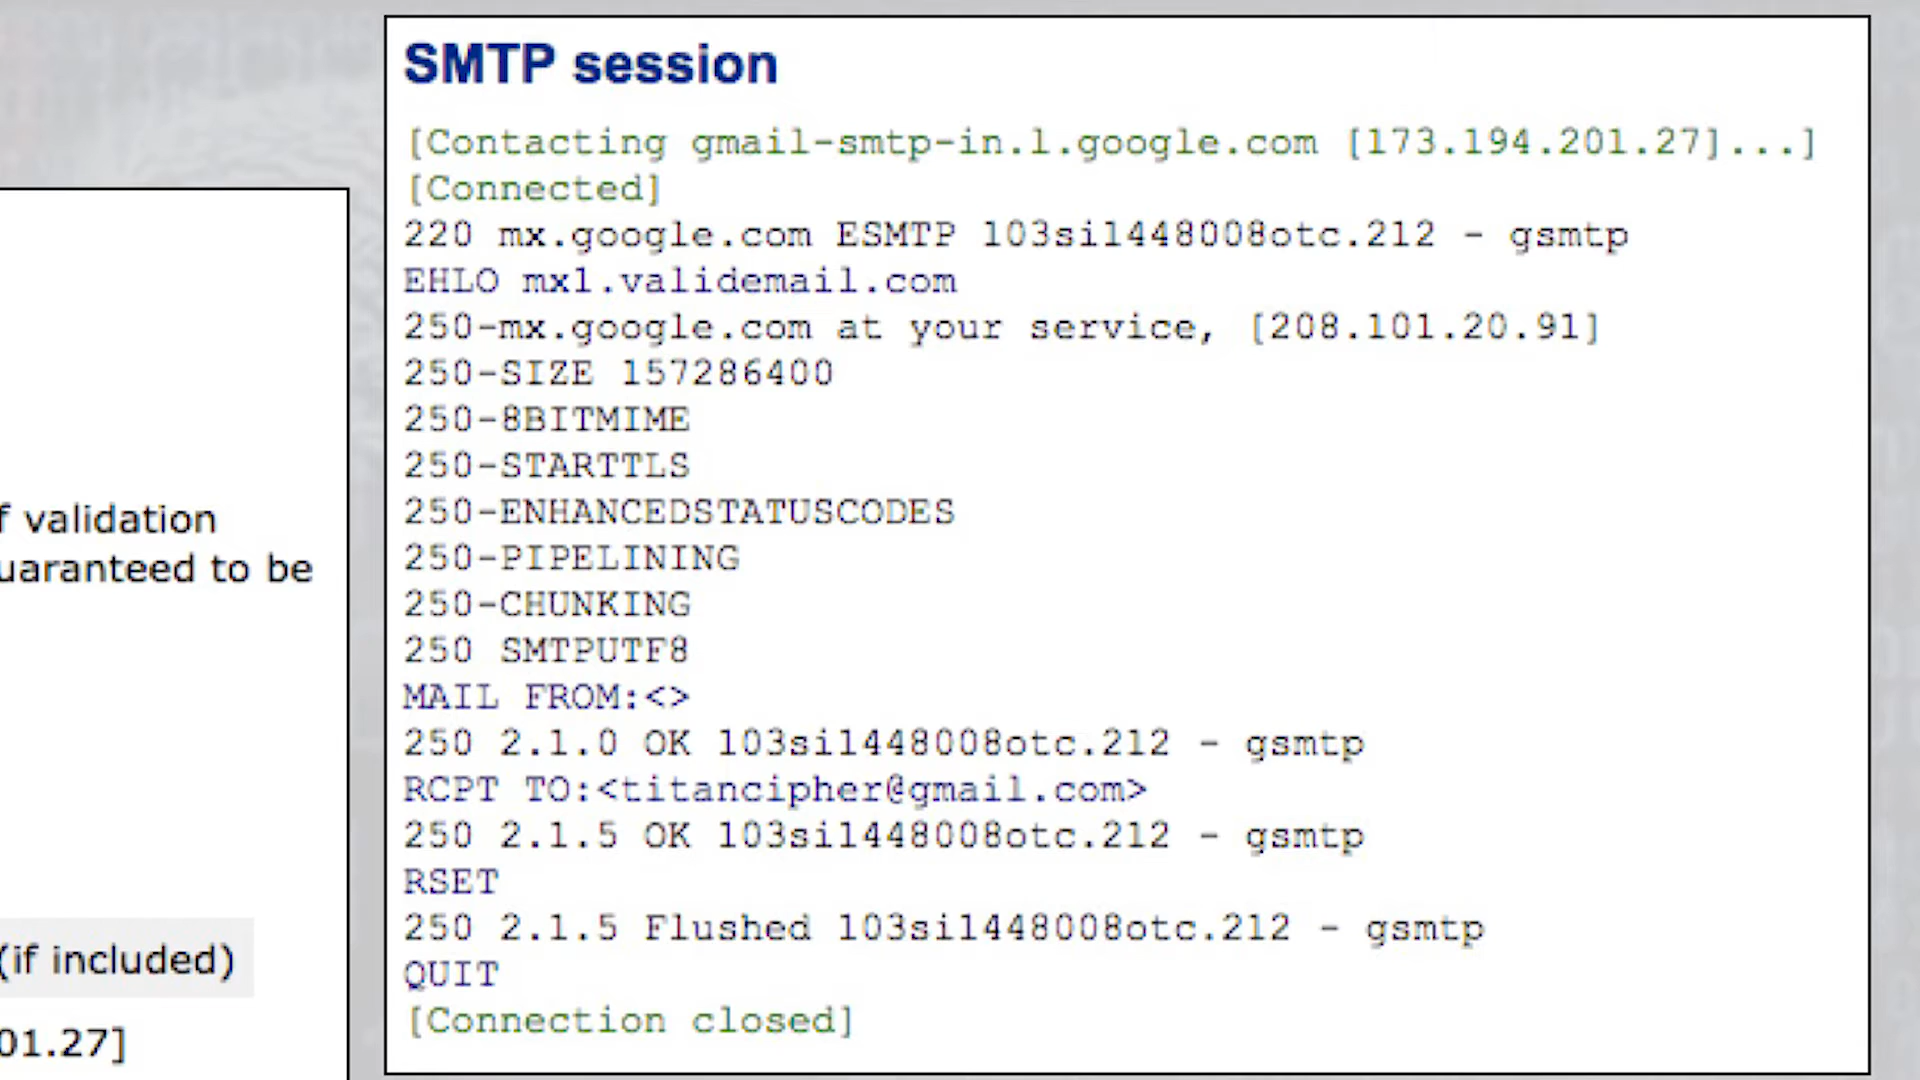 SMTP session
[Contacting gmail-smtp-in.l.google.com [173.194.201.27]...]
[Connected]
220 mx.google.com ESMTP 103si1448008otc.212 - gsmtp
EHLO mx1.validemail.com
250-mx.google.com at your service, [208.101.20.91]
250-SIZE 157286400
250-8BITMIME
250-STARTTLS
250-ENHANCEDSTATUSCODES
250-PIPELINING
250-CHUNKING
250 SMTPUTF8
MAIL FROM:<>
250 2.1.0 OK 103si1448008otc.212 - gsmtp
RCPT TO:<titancipher@gmail.com>
250 2.1.5 OK 103si1448008otc.212 - gsmtp
RSET
250 2.1.5 Flushed 103si1448008otc.212 - gsmtp
QUIT
[Connection closed]
f validation
uaranteed to be
(if included)
01.27]